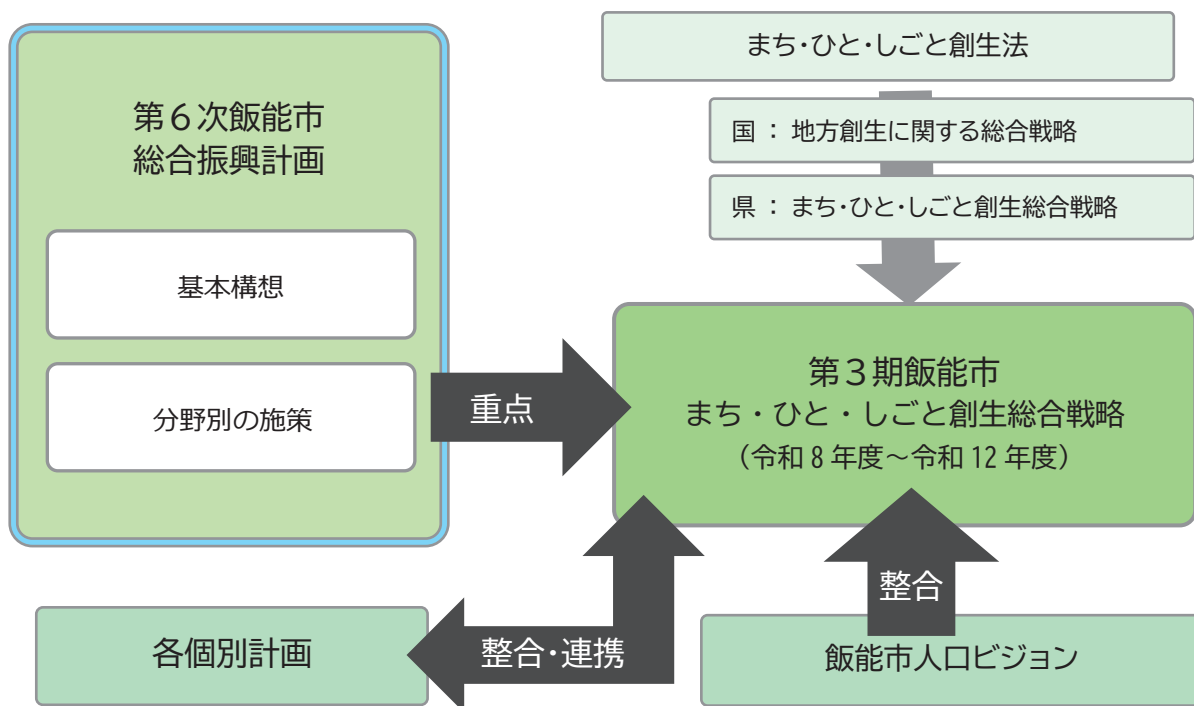 第６次飯能市
総合振興計画
基本構想
分野別の施策
まち・ひと・しごと創生法
国 ： 地方創生に関する総合戦略
県 ： まち・ひと・しごと創生総合戦略
重点
第３期飯能市
まち・ひと・しごと創生総合戦略
（令和 8 年度～令和 12 年度）
整合
各個別計画
整合・連携
飯能市人口ビジョン